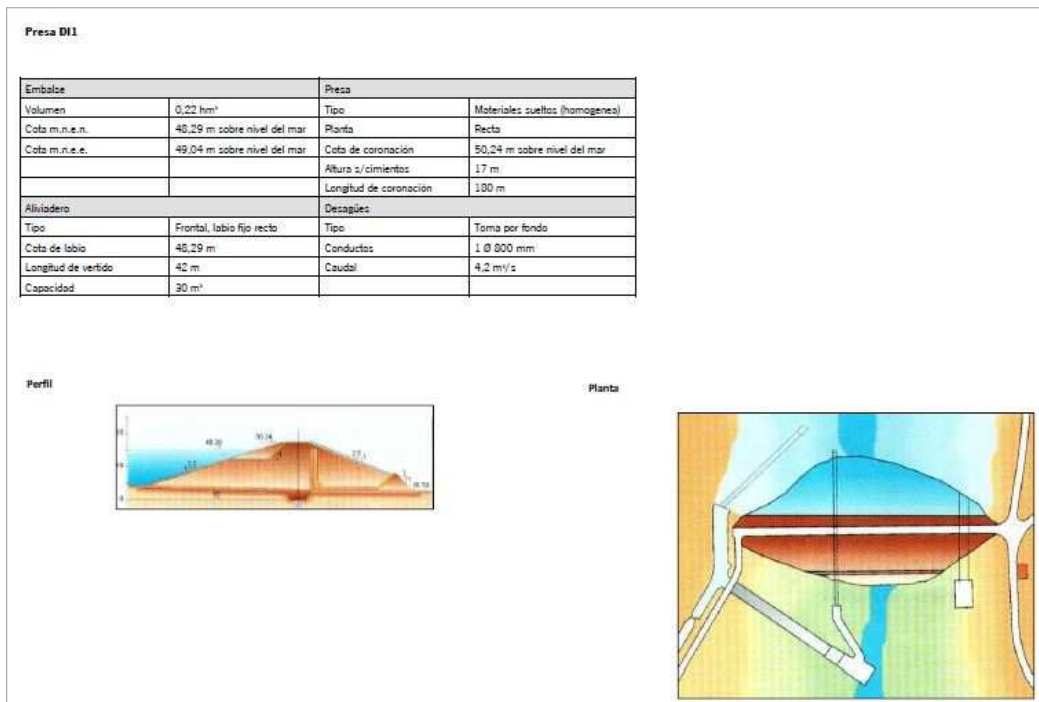 Presa DI1
Embalse Presa
Volumen 0,22 hm³ Tipo Materiales sueltos (homogenea)
Cota m.n.e.n. 48,29 m sobre nivel del mar Planta Recta
Cota m.n.e.e. 49,04 m sobre nivel del mar Cota de coronación 50,24 m sobre nivel del mar
Altura s/cimientos 17 m
Longitud de coronación 180 m
Aliviadero Desagües
Tipo Frontal, labio fijo recto Tipo Toma por fondo
Cota de labio 48,29 m Conductos 1 Ø 800 mm
Longitud de vertido 42 m Caudal 4,2 m³/s
Capacidad 30 m³
Perfil
Planta
48.29
50.24